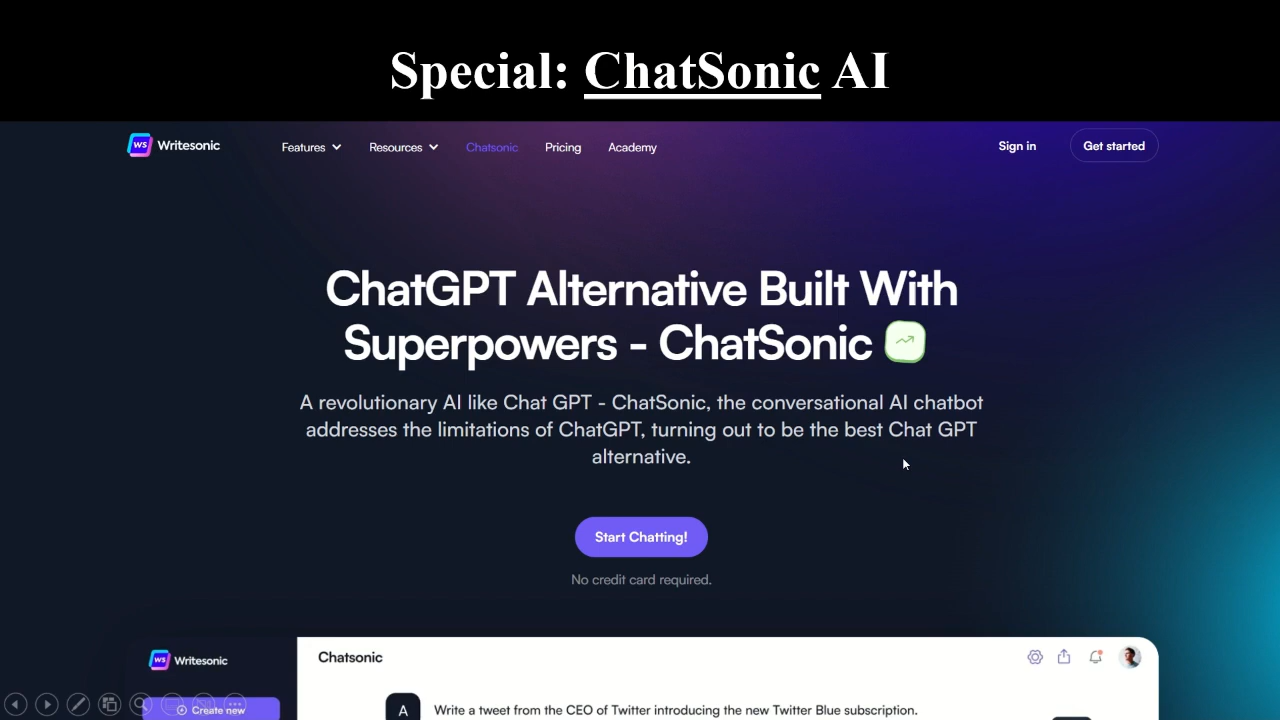 Special: ChatSonic AI
WS Writesonic Features Resources Chatsonic Pricing Academy Sign in Get started
ChatGPT Alternative Built With
Superpowers - ChatSonic
A revolutionary AI like Chat GPT - ChatSonic, the conversational AI chatbot
addresses the limitations of ChatGPT, turning out to be the best Chat GPT
alternative.
Start Chatting!
No credit card required.
WS Writesonic Chatsonic
Create new A Write a tweet from the CEO of Twitter introducing the new Twitter Blue subscription.